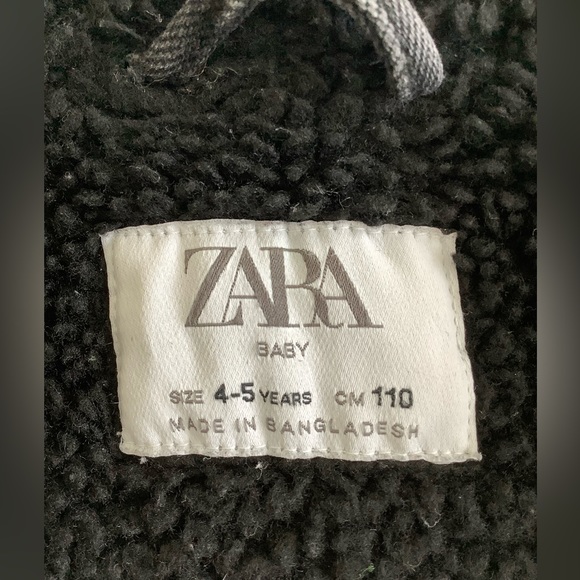 ZARA
BABY
SIZE 4-5 YEARS CM 110
MADE IN BANGLADESH